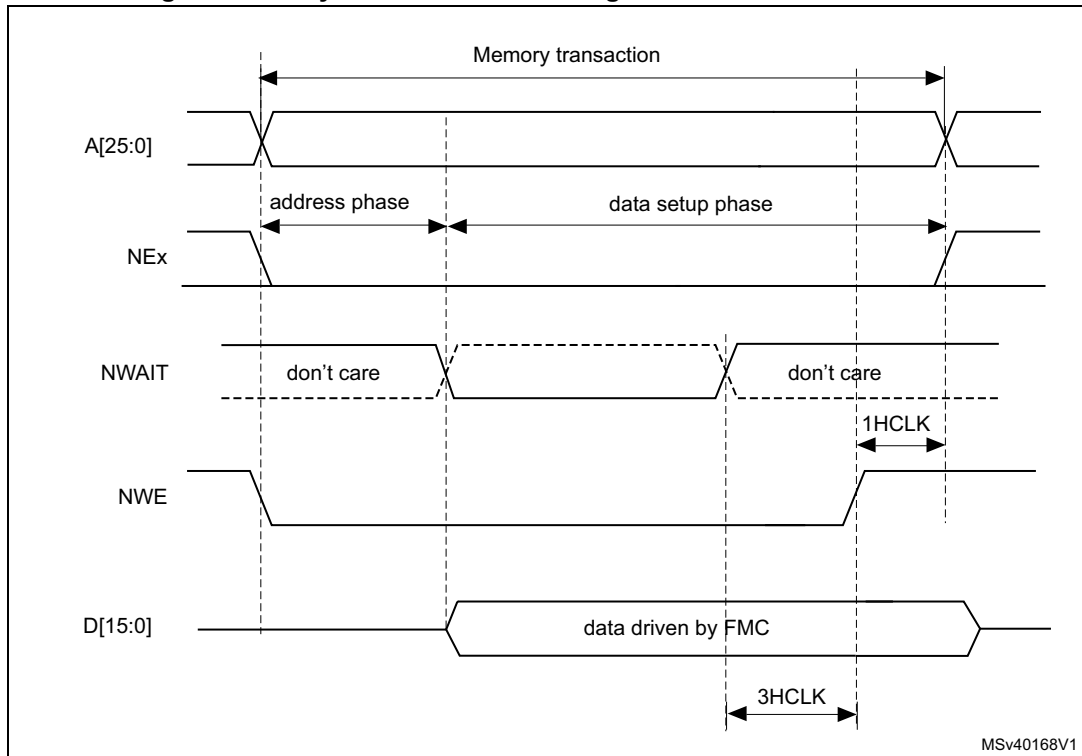 Memory transaction
A[25:0]
address phase
data setup phase
NEx
NWAIT
don't care
don't care
1HCLK
NWE
D[15:0]
data driven by FMC
3HCLK
MSv40168V1